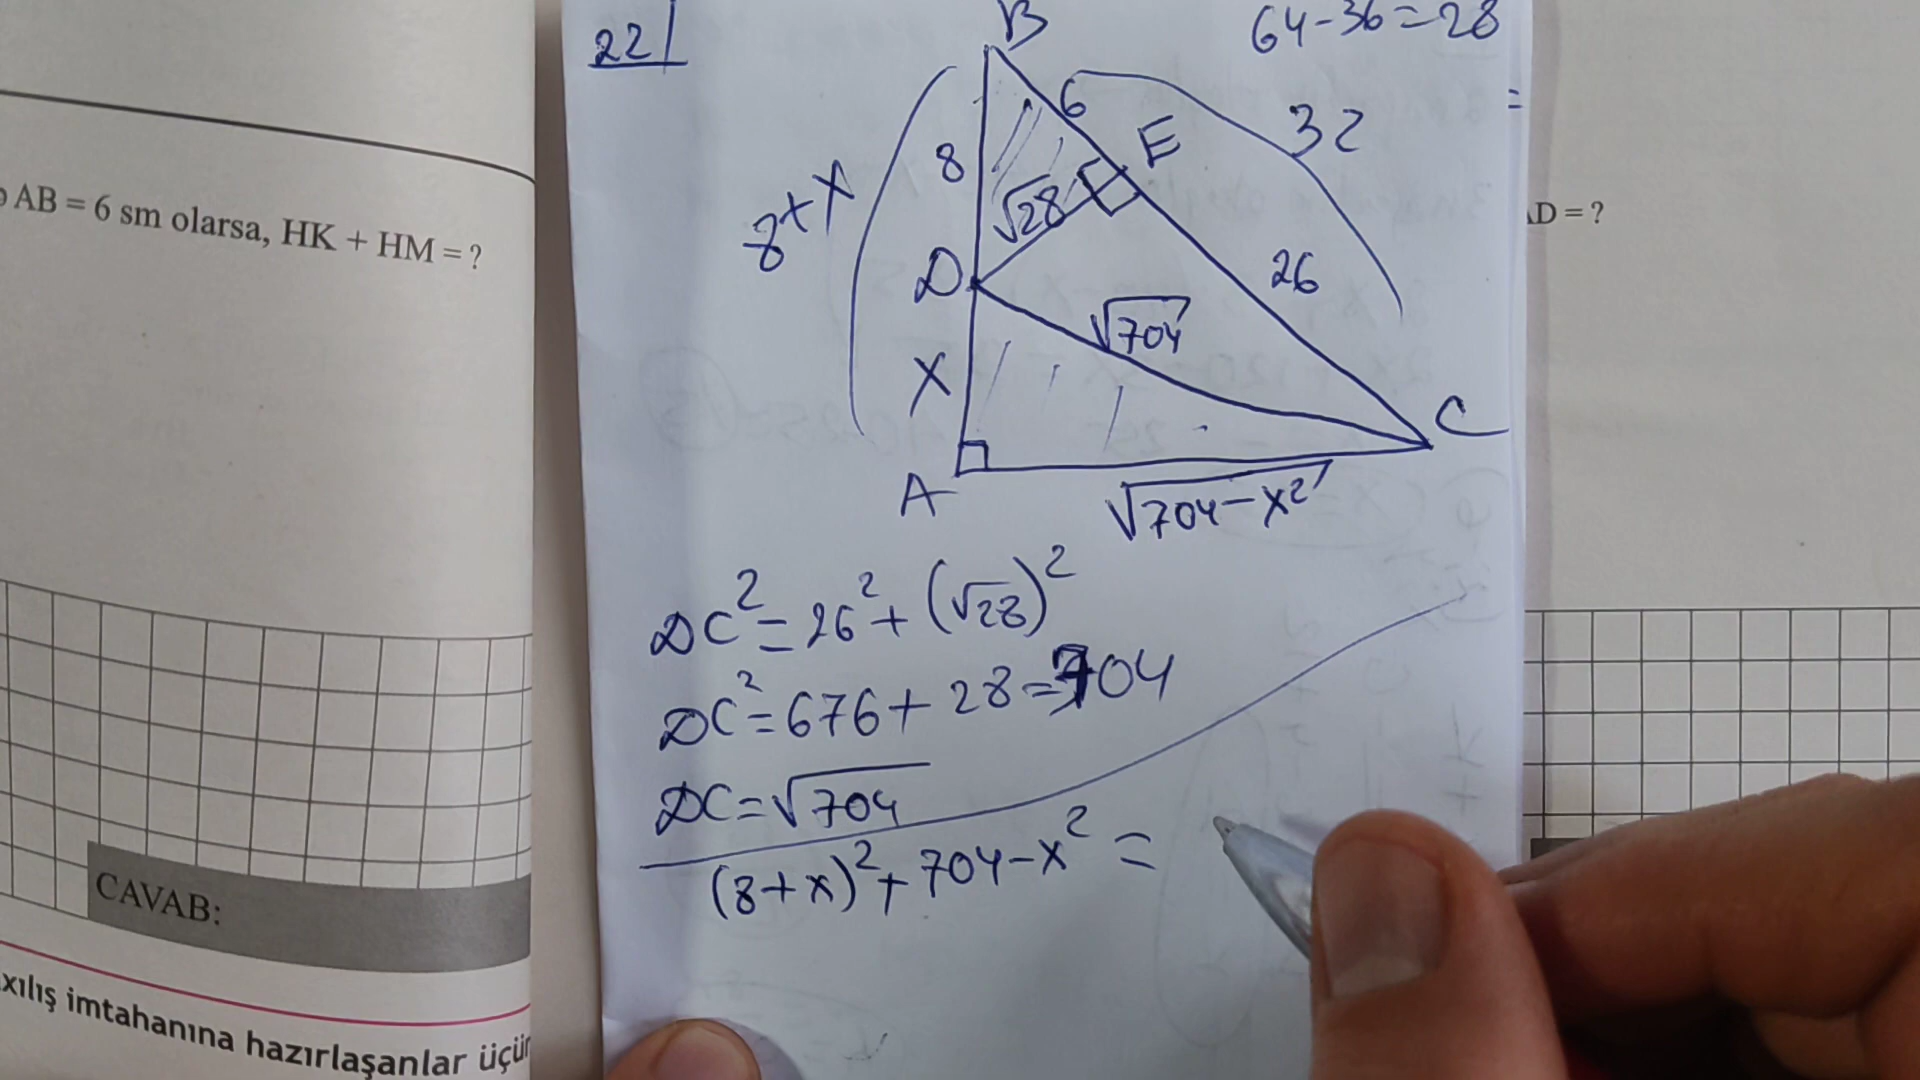 22
64-36=28
=
B
6
32
E
8
√28
8+x
D
26
√704
x
C
A
√704-x²
DC²=26²+(√28)²
DC²=676+28=704
DC=√704
(8+x)²+704-x²=
AB = 6 sm olarsa, HK + HM = ?
D = ?
CAVAB:
xılış imtahanına hazırlaşanlar üçün